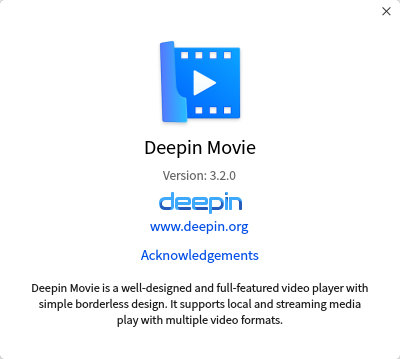 Deepin Movie
Version: 3.2.0
deepin
www.deepin.org
Acknowledgements
Deepin Movie is a well-designed and full-featured video player with
simple borderless design. It supports local and streaming media
play with multiple video formats.